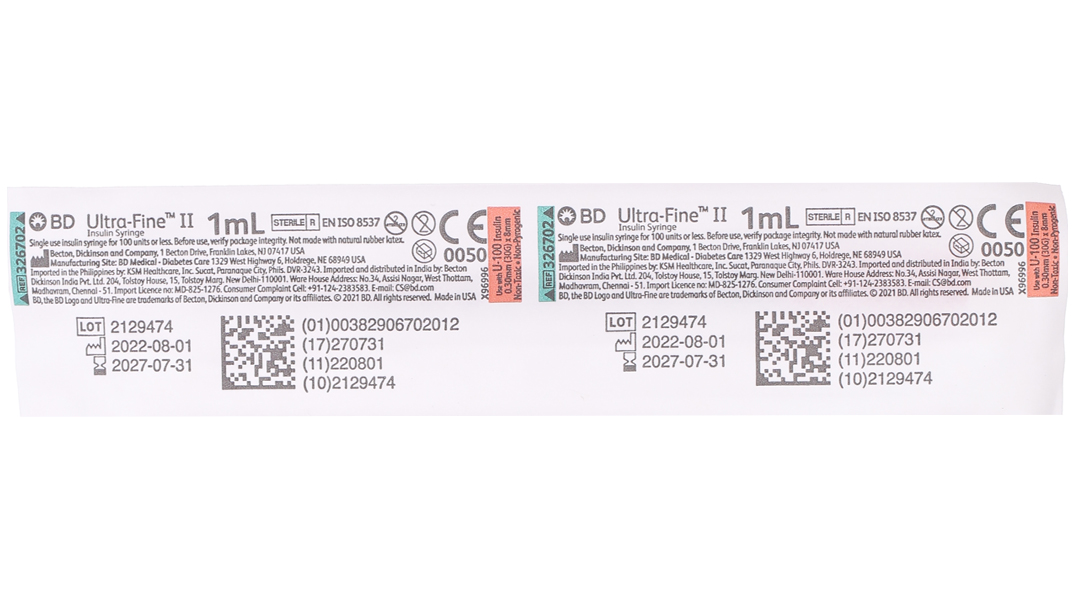 REF 326702
BD Ultra-Fine™ II 1mL STERILE R EN ISO 8537
Insulin Syringe
Single use insulin syringe for 100 units or less. Before use, verify package integrity. Not made with natural rubber latex.
Becton, Dickinson and Company, 1 Becton Drive, Franklin Lakes, NJ 07417 USA
Manufacturing Site: BD Medical - Diabetes Care 1329 West Highway 6, Holdrege, NE 68949 USA
CE 0050
Imported in the Philippines by: KSM Healthcare, Inc. Sucat, Paranaque City, Phils. DVR-3243. Imported and distributed in India by: Becton
Dickinson India Pvt. Ltd. 204, Tolstoy House, 15, Tolstoy Marg. New Delhi-110001. Ware House Address: No.34, Assisi Nagar, West Thottam,
Madhavram, Chennai - 51. Import Licence no: MD-825-1276. Consumer Complaint Cell: +91-124-2383583. E-mail: CS@bd.com
BD, the BD Logo and Ultra-Fine are trademarks of Becton, Dickinson and Company or its affiliates. © 2021 BD. All rights reserved. Made in USA
X96996
Use with U-100 Insulin
0.30mm (30G) x 8mm
Non-Toxic • Non-Pyrogenic
LOT 2129474
2022-08-01
2027-07-31
(01)00382906702012
(17)270731
(11)220801
(10)2129474
REF 326702
BD Ultra-Fine™ II 1mL STERILE R EN ISO 8537
Insulin Syringe
Single use insulin syringe for 100 units or less. Before use, verify package integrity. Not made with natural rubber latex.
Becton, Dickinson and Company, 1 Becton Drive, Franklin Lakes, NJ 07417 USA
Manufacturing Site: BD Medical - Diabetes Care 1329 West Highway 6, Holdrege, NE 68949 USA
CE 0050
Imported in the Philippines by: KSM Healthcare, Inc. Sucat, Paranaque City, Phils. DVR-3243. Imported and distributed in India by: Becton
Dickinson India Pvt. Ltd. 204, Tolstoy House, 15, Tolstoy Marg. New Delhi-110001. Ware House Address: No.34, Assisi Nagar, West Thottam,
Madhavram, Chennai - 51. Import Licence no: MD-825-1276. Consumer Complaint Cell: +91-124-2383583. E-mail: CS@bd.com
BD, the BD Logo and Ultra-Fine are trademarks of Becton, Dickinson and Company or its affiliates. © 2021 BD. All rights reserved. Made in USA
X96996
Use with U-100 Insulin
0.30mm (30G) x 8mm
Non-Toxic • Non-Pyrogenic
LOT 2129474
2022-08-01
2027-07-31
(01)00382906702012
(17)270731
(11)220801
(10)2129474